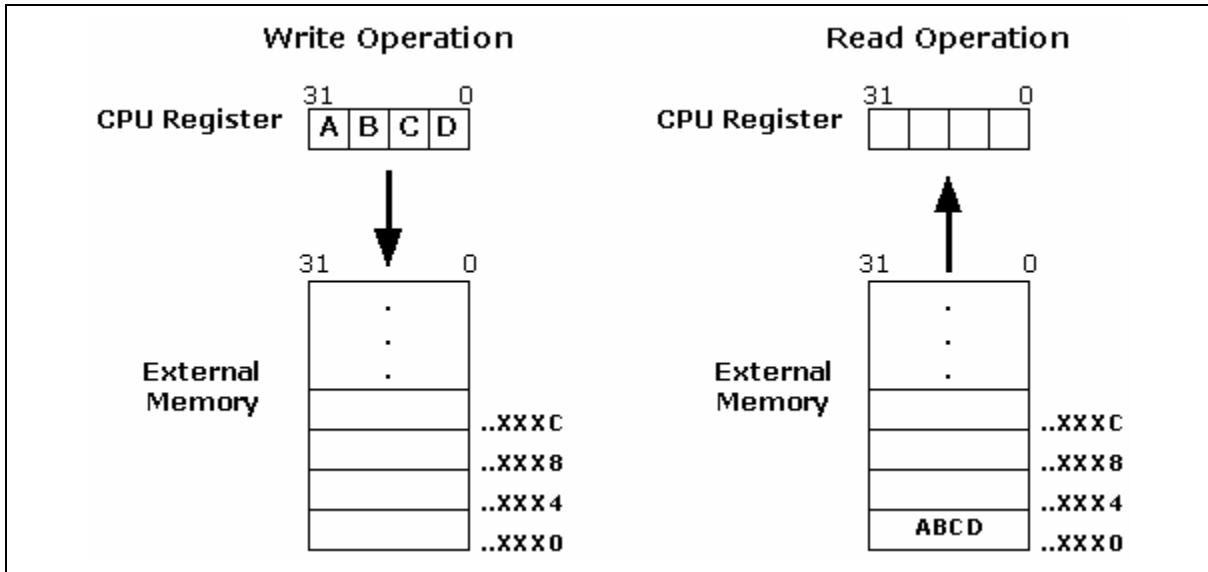 Write Operation
31 0
CPU Register A B C D
31 0
.
.
.
External
Memory
..XXXC
..XXX8
..XXX4
..XXX0
Read Operation
31 0
CPU Register
31 0
.
.
.
External
Memory
..XXXC
..XXX8
..XXX4
ABCD
..XXX0